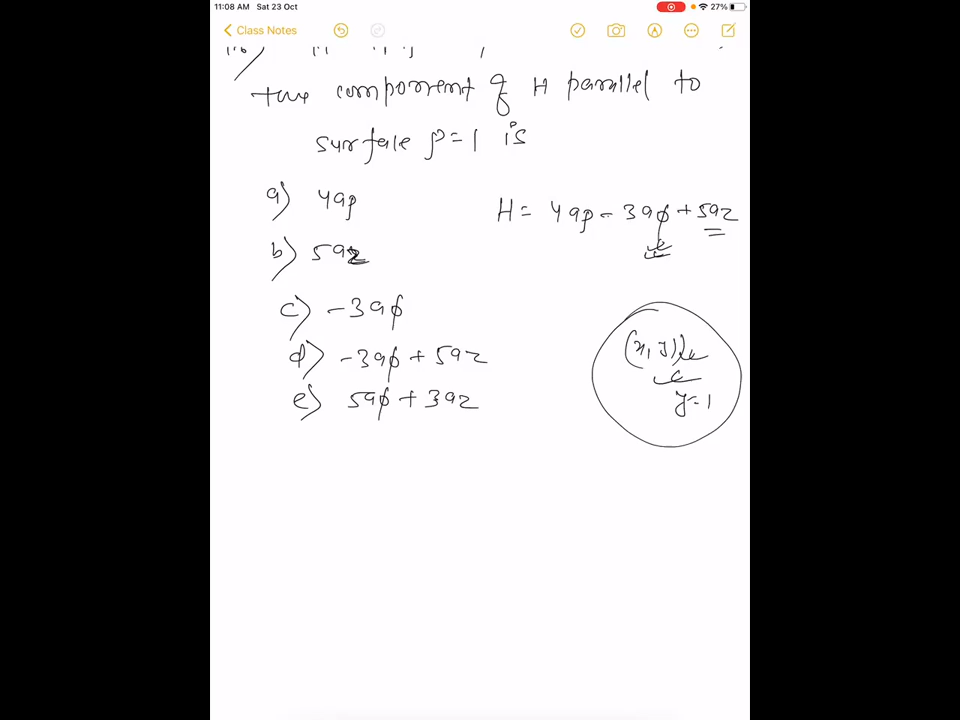 11:08 AM Sat 23 Oct 27%
Class Notes
the component of H parallel to
surface ρ=1 is
a) 4aρ
H = 4aρ - 3aϕ + 5az
b) 5az
c) -3aϕ
(x, y)
d) -3aϕ + 5az
y=1
e) 5aϕ + 3az